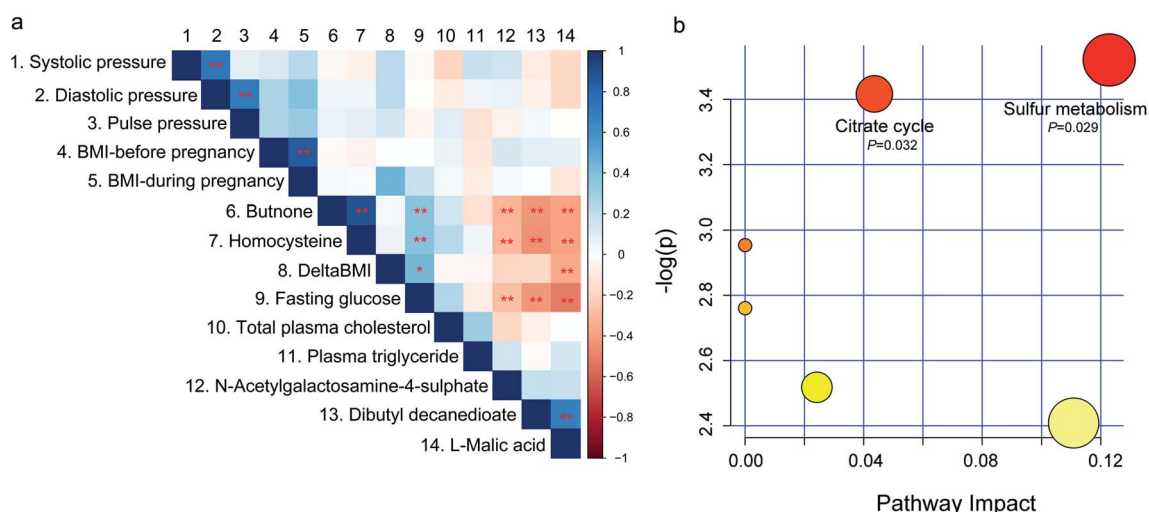 a
1 2 3 4 5 6 7 8 9 10 11 12 13 14
1. Systolic pressure **
2. Diastolic pressure **
3. Pulse pressure
4. BMI-before pregnancy **
5. BMI-during pregnancy
6. Butnone ** ** ** ** **
7. Homocysteine ** ** ** **
8. DeltaBMI * **
9. Fasting glucose ** ** **
10. Total plasma cholesterol
11. Plasma triglyceride
12. N-Acetylgalactosamine-4-sulphate
13. Dibutyl decanedioate **
14. L-Malic acid
1
0.8
0.6
0.4
0.2
0
−0.2
−0.4
−0.6
−0.8
−1
b
-log(p)
3.4
3.2
3.0
2.8
2.6
2.4
Citrate cycle
P=0.032
Sulfur metabolism
P=0.029
0.00 0.04 0.08 0.12
Pathway Impact